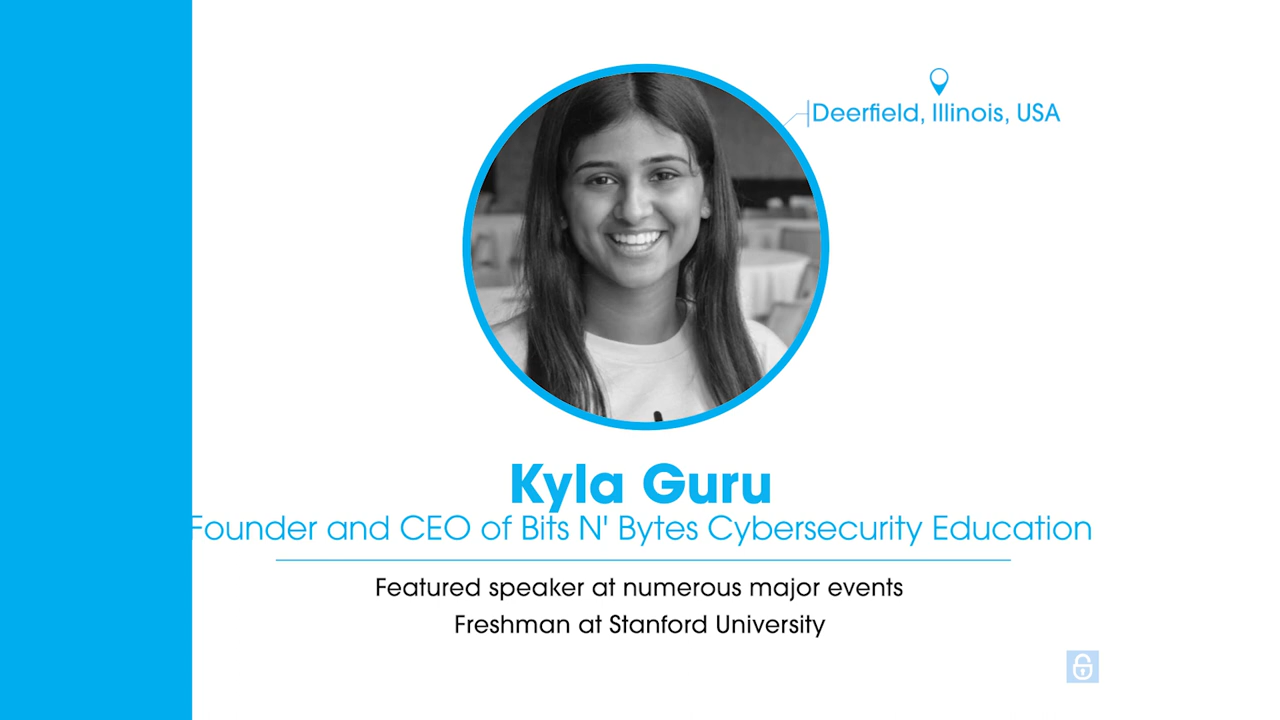 Deerfield, Illinois, USA
Kyla Guru
Founder and CEO of Bits N' Bytes Cybersecurity Education
Featured speaker at numerous major events
Freshman at Stanford University